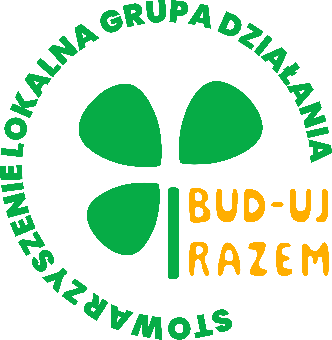 STOWARZYSZENIE LOKALNA GRUPA DZIAŁANIA
BUD-UJ
RAZEM